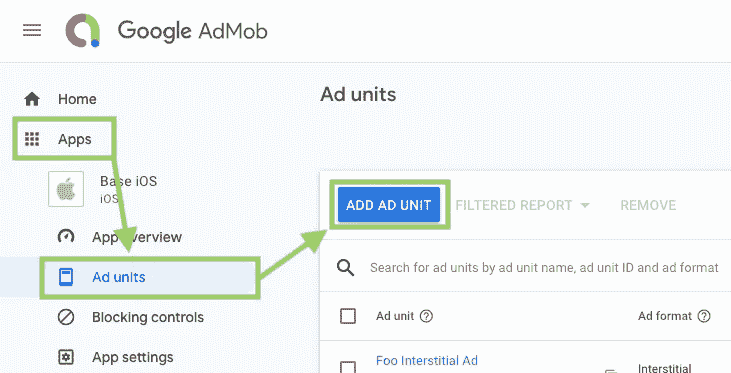 Google AdMob
Home
Apps
Base iOS
iOS
App overview
Ad units
Blocking controls
App settings
Ad units
ADD AD UNIT FILTERED REPORT REMOVE
Search for ad units by ad unit name, ad unit ID and ad format
Ad unit Ad format
Foo Interstitial Ad Interstitial